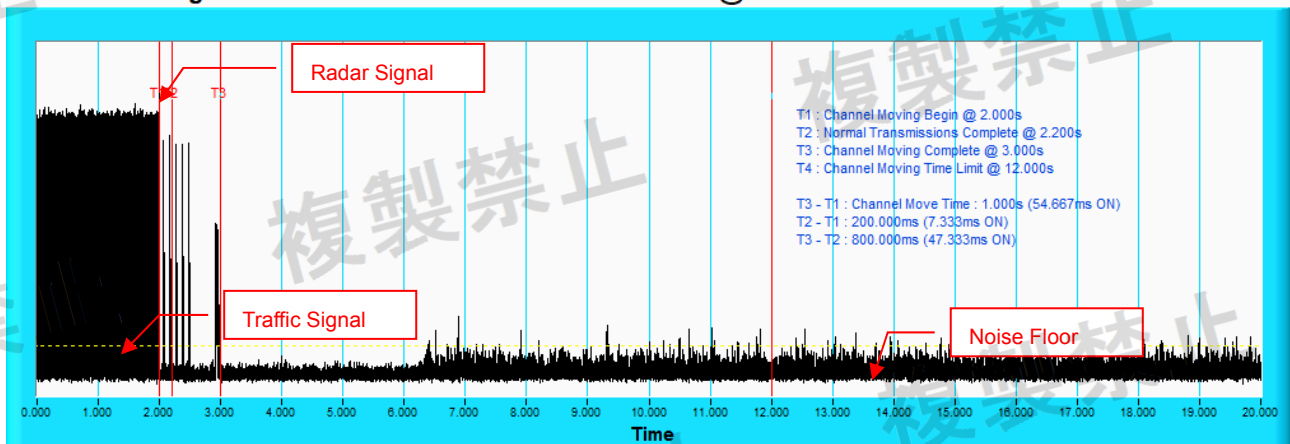 Radar Signal
T3
複製禁止
T1 : Channel Moving Begin @ 2.000s
T2 : Normal Transmissions Complete @ 2.200s
T3 : Channel Moving Complete @ 3.000s
T4 : Channel Moving Time Limit @ 12.000s
複製禁止
T3 - T1 : Channel Move Time : 1.000s (54.667ms ON)
T2 - T1 : 200.000ms (7.333ms ON)
T3 - T2 : 800.000ms (47.333ms ON)
Traffic Signal
Noise Floor
複製禁止
0.000 1.000 2.000 3.000 4.000 5.000 6.000 7.000 8.000 9.000 10.000 11.000 12.000 13.000 14.000 15.000 16.000 17.000 18.000 19.000 20.000
Time